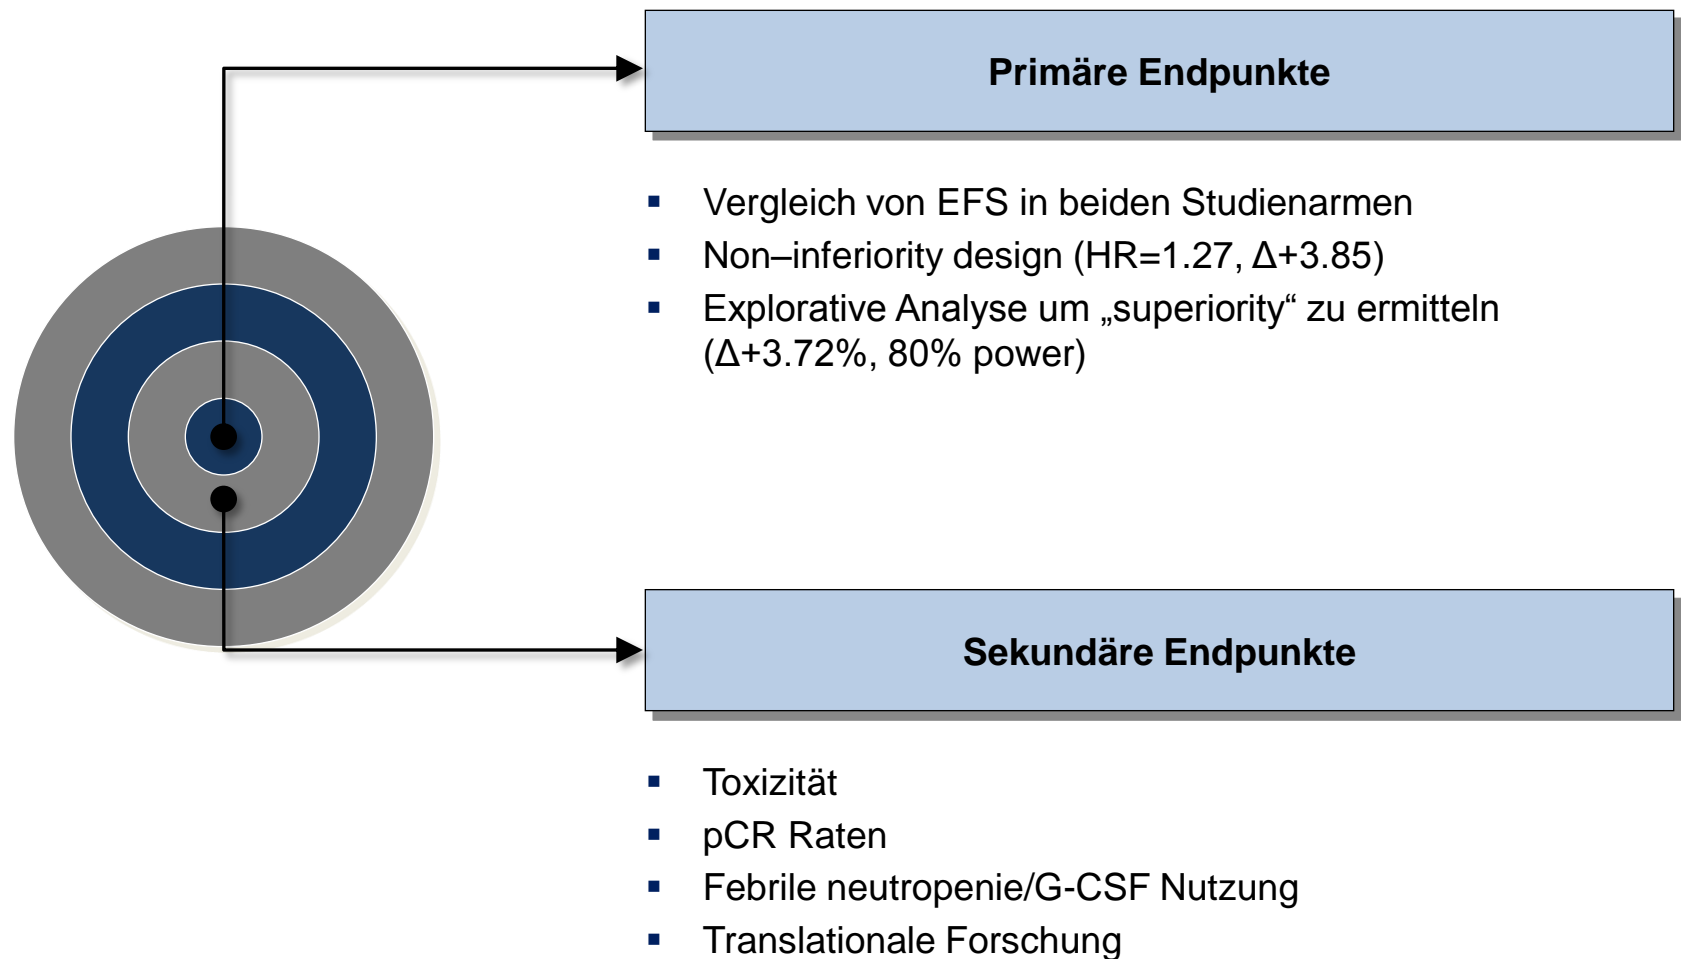 Primäre Endpunkte
▪ Vergleich von EFS in beiden Studienarmen
▪ Non–inferiority design (HR=1.27, Δ+3.85)
▪ Explorative Analyse um „superiority“ zu ermitteln
(Δ+3.72%, 80% power)
Sekundäre Endpunkte
▪ Toxizität
▪ pCR Raten
▪ Febrile neutropenie/G-CSF Nutzung
▪ Translationale Forschung